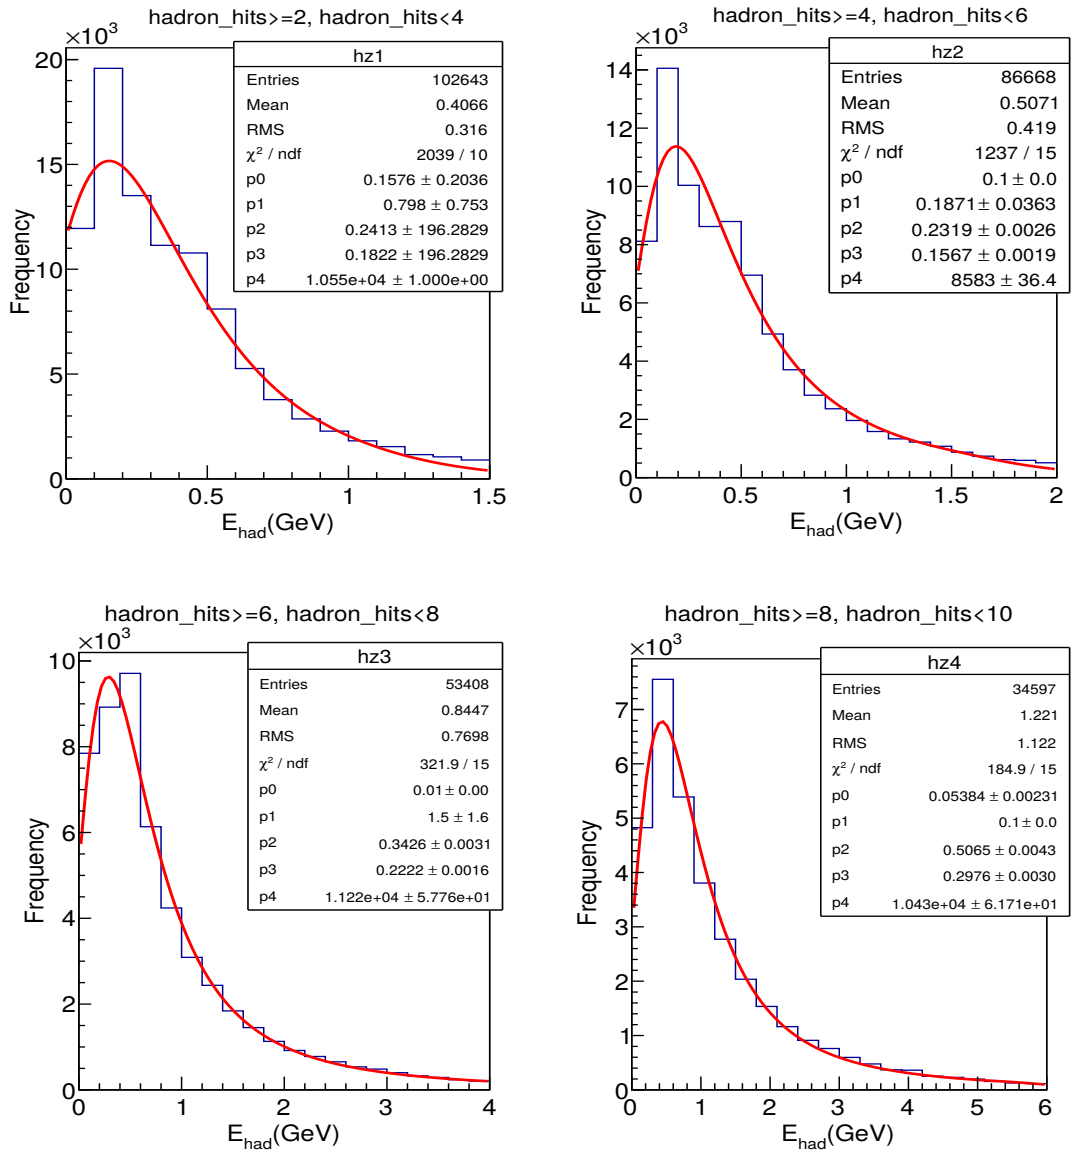 hadron_hits>=2, hadron_hits<4
×10³
hz1
Entries 102643
Mean 0.4066
RMS 0.316
χ² / ndf 2039 / 10
p0 0.1576 ± 0.2036
p1 0.798 ± 0.753
p2 0.2413 ± 196.2829
p3 0.1822 ± 196.2829
p4 1.055e+04 ± 1.000e+00
20
15
10
5
0
Frequency
0 0.5 1 1.5
E_had(GeV)
hadron_hits>=4, hadron_hits<6
×10³
hz2
Entries 86668
Mean 0.5071
RMS 0.419
χ² / ndf 1237 / 15
p0 0.1 ± 0.0
p1 0.1871 ± 0.0363
p2 0.2319 ± 0.0026
p3 0.1567 ± 0.0019
p4 8583 ± 36.4
14
12
10
8
6
4
2
0
Frequency
0 0.5 1 1.5 2
E_had(GeV)
hadron_hits>=6, hadron_hits<8
×10³
hz3
Entries 53408
Mean 0.8447
RMS 0.7698
χ² / ndf 321.9 / 15
p0 0.01 ± 0.00
p1 1.5 ± 1.6
p2 0.3426 ± 0.0031
p3 0.2222 ± 0.0016
p4 1.122e+04 ± 5.776e+01
10
8
6
4
2
0
Frequency
0 1 2 3 4
E_had(GeV)
hadron_hits>=8, hadron_hits<10
×10³
hz4
Entries 34597
Mean 1.221
RMS 1.122
χ² / ndf 184.9 / 15
p0 0.05384 ± 0.00231
p1 0.1 ± 0.0
p2 0.5065 ± 0.0043
p3 0.2976 ± 0.0030
p4 1.043e+04 ± 6.171e+01
7
6
5
4
3
2
1
0
Frequency
0 1 2 3 4 5 6
E_had(GeV)